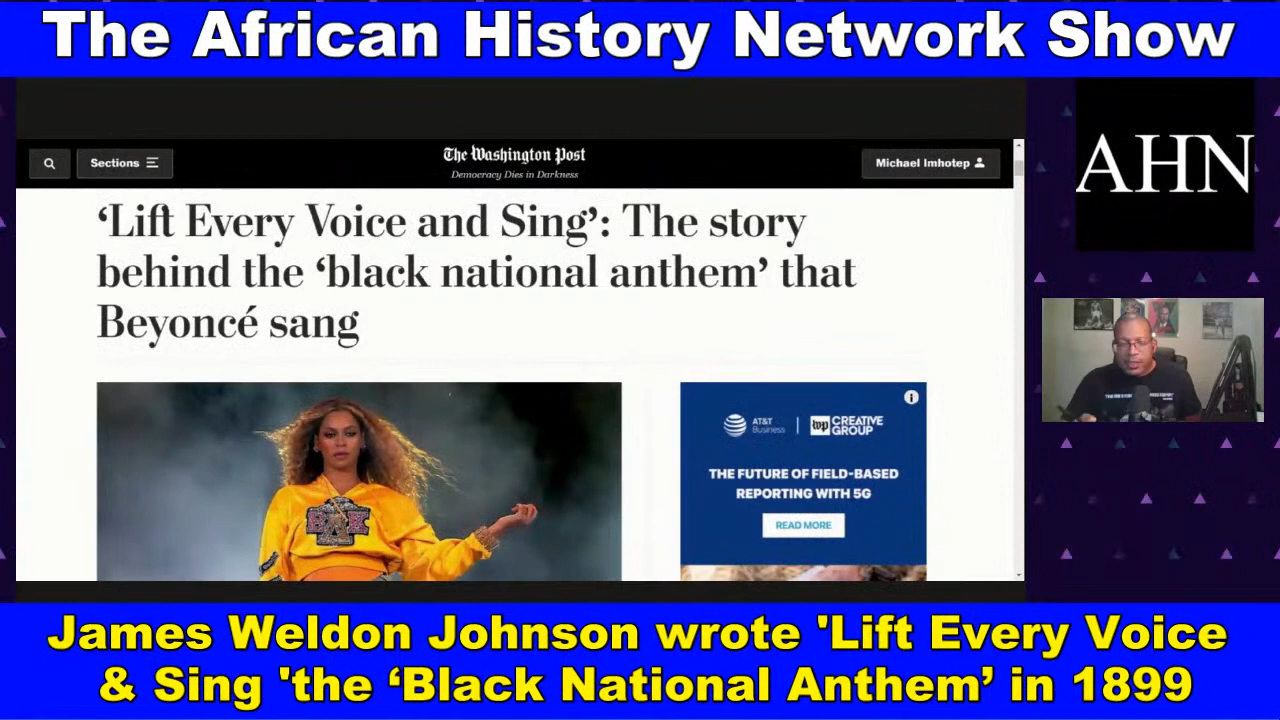 The African History Network Show
AHN
Sections
The Washington Post
Democracy Dies in Darkness
Michael Imhotep
‘Lift Every Voice and Sing’: The story
behind the ‘black national anthem’ that
Beyoncé sang
AT&T
Business
wp
CREATIVE
GROUP
THE FUTURE OF FIELD-BASED
REPORTING WITH 5G
READ MORE
James Weldon Johnson wrote 'Lift Every Voice
& Sing 'the ‘Black National Anthem’ in 1899